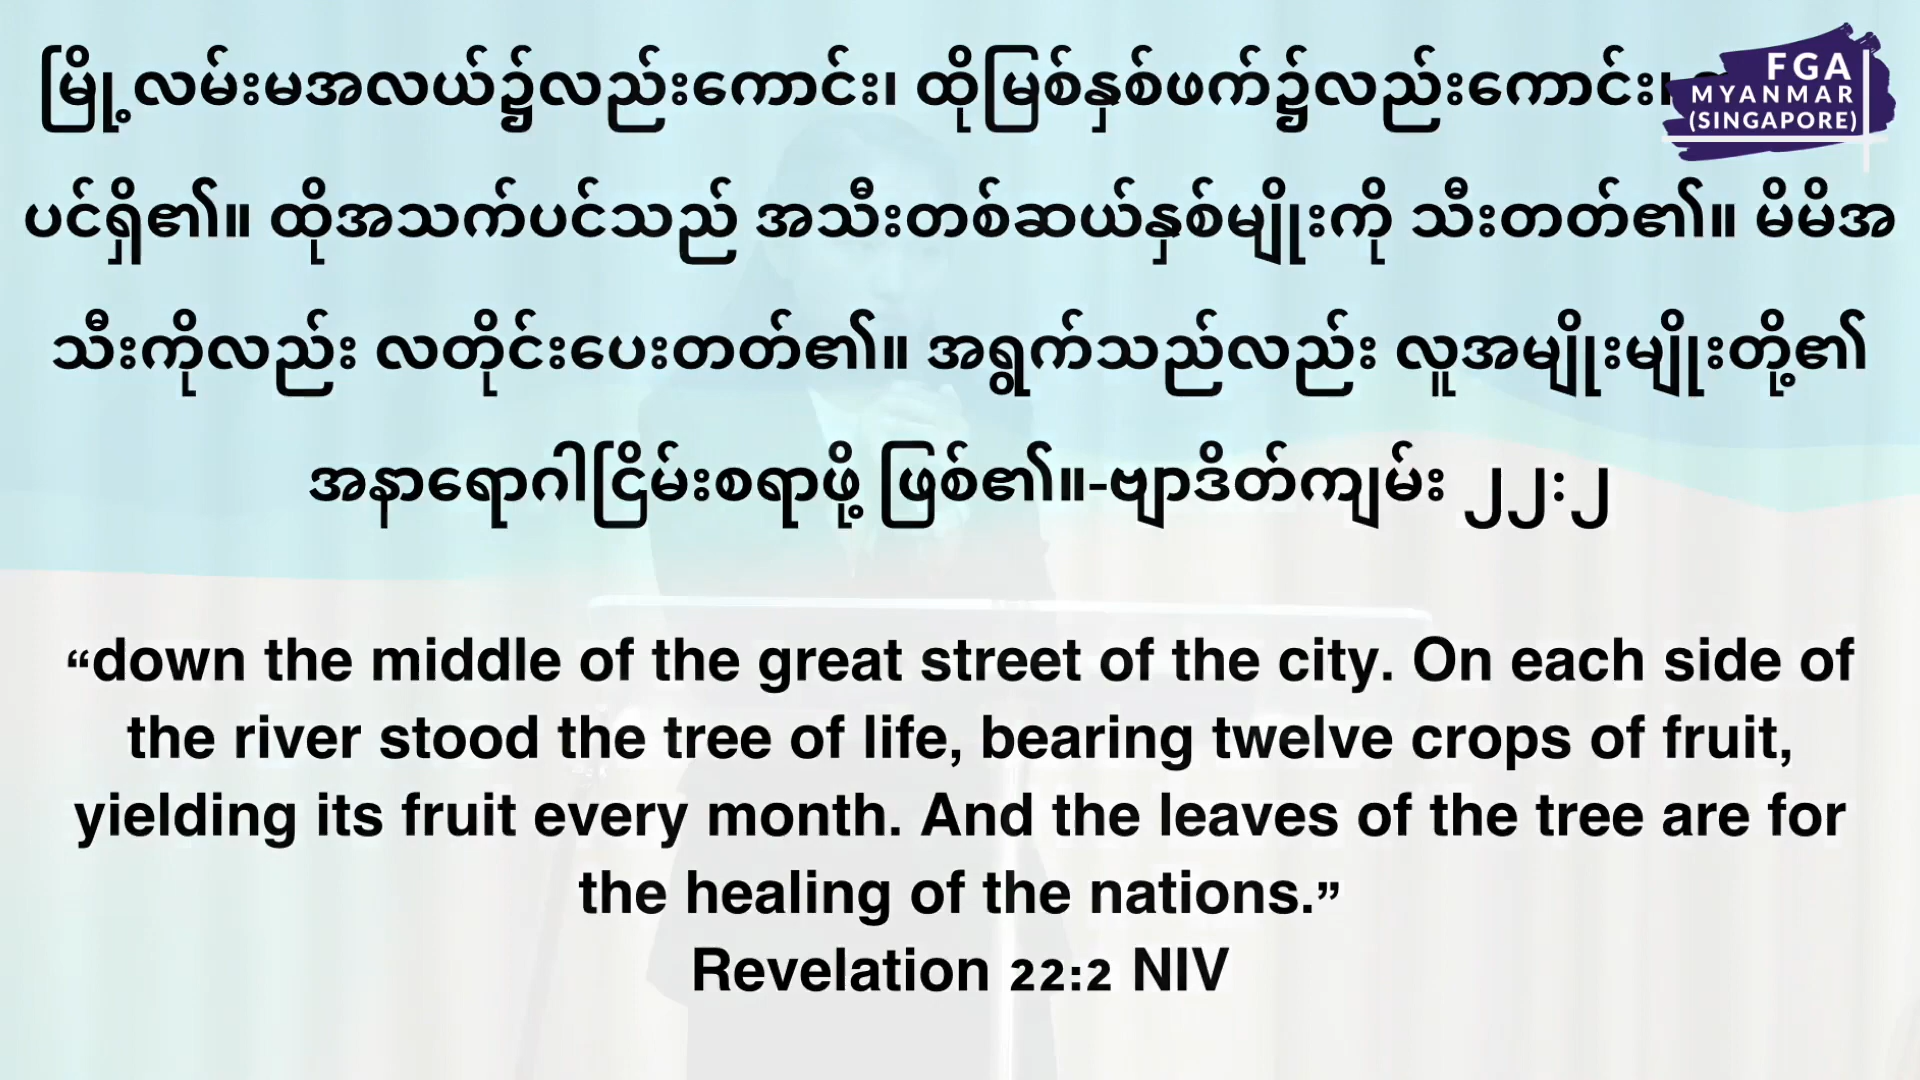 မြို့လမ်းမအလယ်၌လည်းကောင်း၊ ထိုမြစ်နှစ်ဖက်၌လည်းကောင်း၊
ပင်ရှိ၏။ ထိုအသက်ပင်သည် အသီးတစ်ဆယ်နှစ်မျိုးကို သီးတတ်၏။ မိမိအ
သီးကိုလည်း လတိုင်းပေးတတ်၏။ အရွက်သည်လည်း လူအမျိုးမျိုးတို့၏
အနာရောဂါငြိမ်းစရာဖို့ ဖြစ်၏။-ဗျာဒိတ်ကျမ်း ၂၂:၂
FGA
MYANMAR
(SINGAPORE)
“down the middle of the great street of the city. On each side of
the river stood the tree of life, bearing twelve crops of fruit,
yielding its fruit every month. And the leaves of the tree are for
the healing of the nations.”
Revelation 22:2 NIV